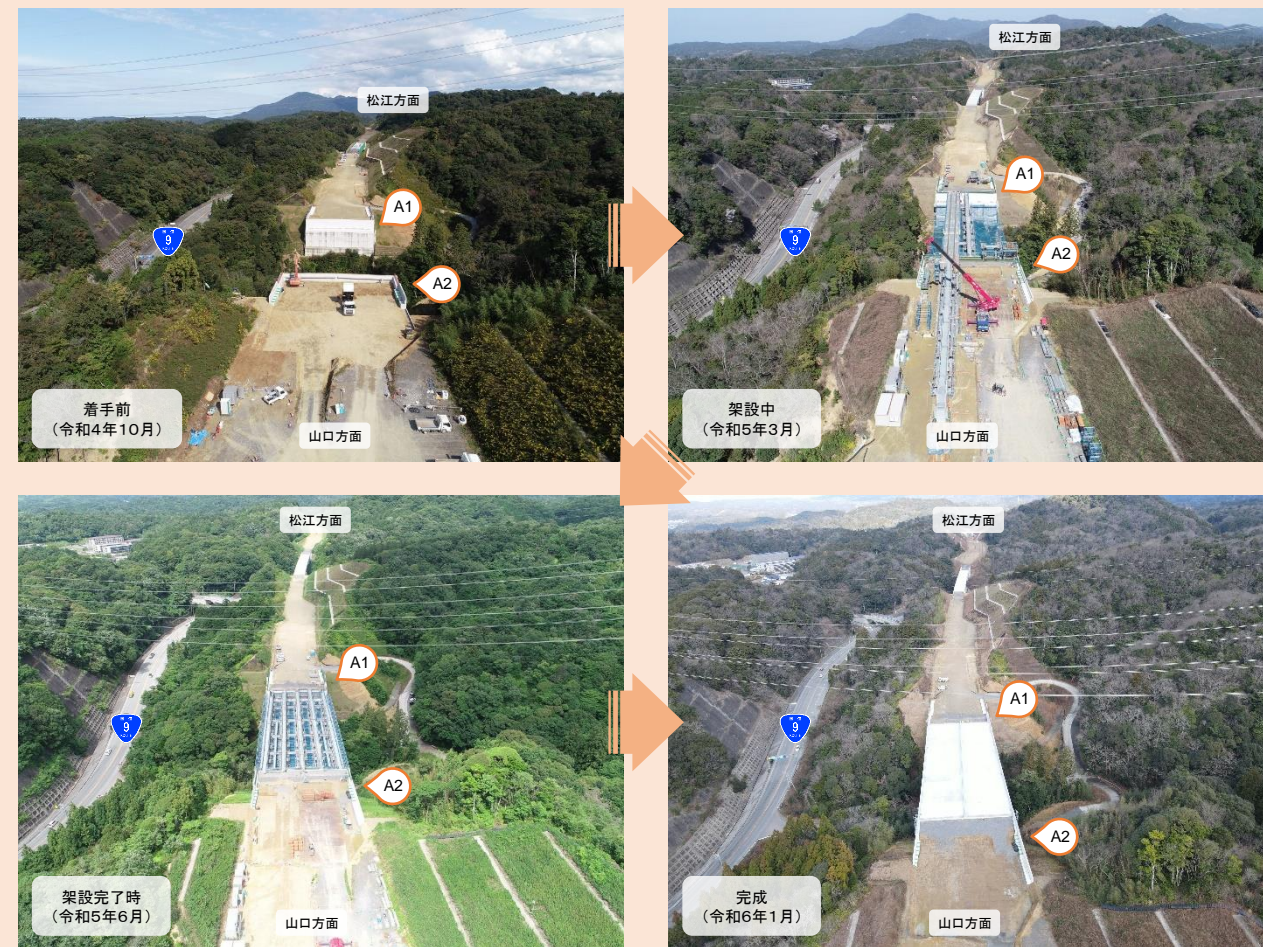 松江方面
A1
9
A2
着手前
(令和4年10月)
山口方面
松江方面
A1
9
A2
架設中
(令和5年3月)
山口方面
松江方面
A1
9
A2
架設完了時
(令和5年6月)
山口方面
松江方面
A1
9
A2
完成
(令和6年1月)
山口方面